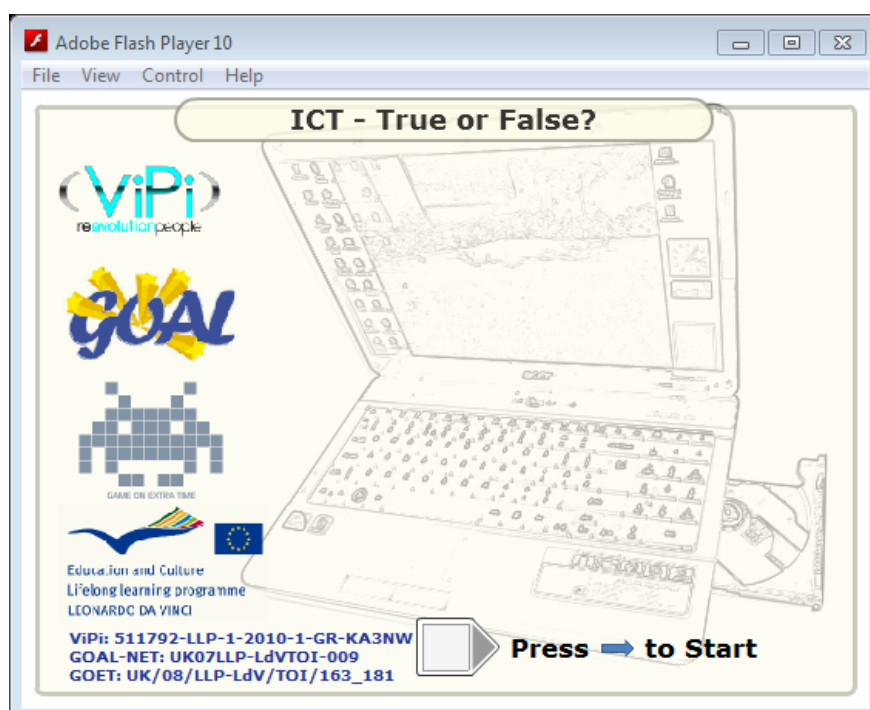 Adobe Flash Player 10
File View Control Help
ICT - True or False?
(ViPi)
reevolutionpeople
GOAL
GAME ON EXTRA TIME
Education and Culture
Lifelong learning programme
LEONARDO DA VINCI
ViPi: 511792-LLP-1-2010-1-GR-KA3NW
GOAL-NET: UK07LLP-LdVTOI-009
GOET: UK/08/LLP-LdV/TOI/163_181
Press ➡ to Start
acer